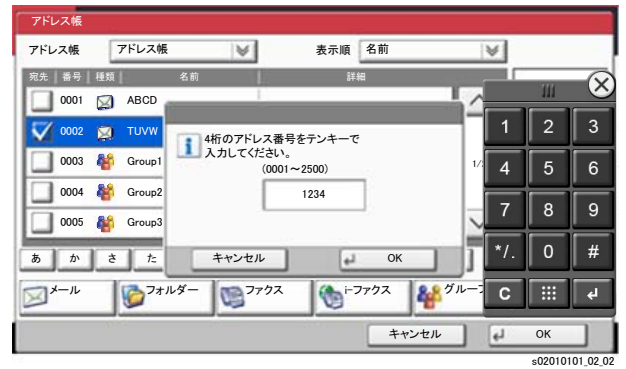 アドレス帳
アドレス帳 アドレス帳 表示順 名前
宛先 番号 種類 名前 詳細
0001 ABCD
0002 TUVW
0003 Group1
0004 Group2
0005 Group3
4桁のアドレス番号をテンキーで
入力してください。
(0001～2500)
1234
キャンセル OK
1/
1 2 3
4 5 6
7 8 9
*/. 0 #
C
あ か さ た
メール フォルダー ファクス i-ファクス グループ
キャンセル OK
s02010101_02_02